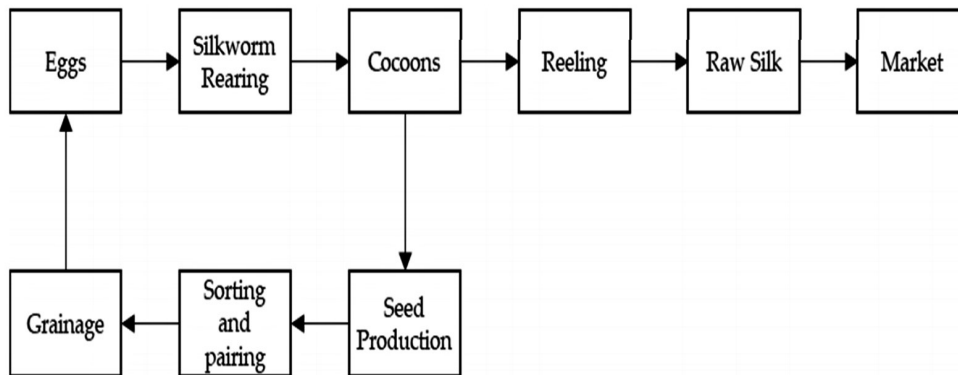 Eggs
Silkworm
Rearing
Cocoons
Reeling
Raw Silk
Market
Grainage
Sorting
and
pairing
Seed
Production